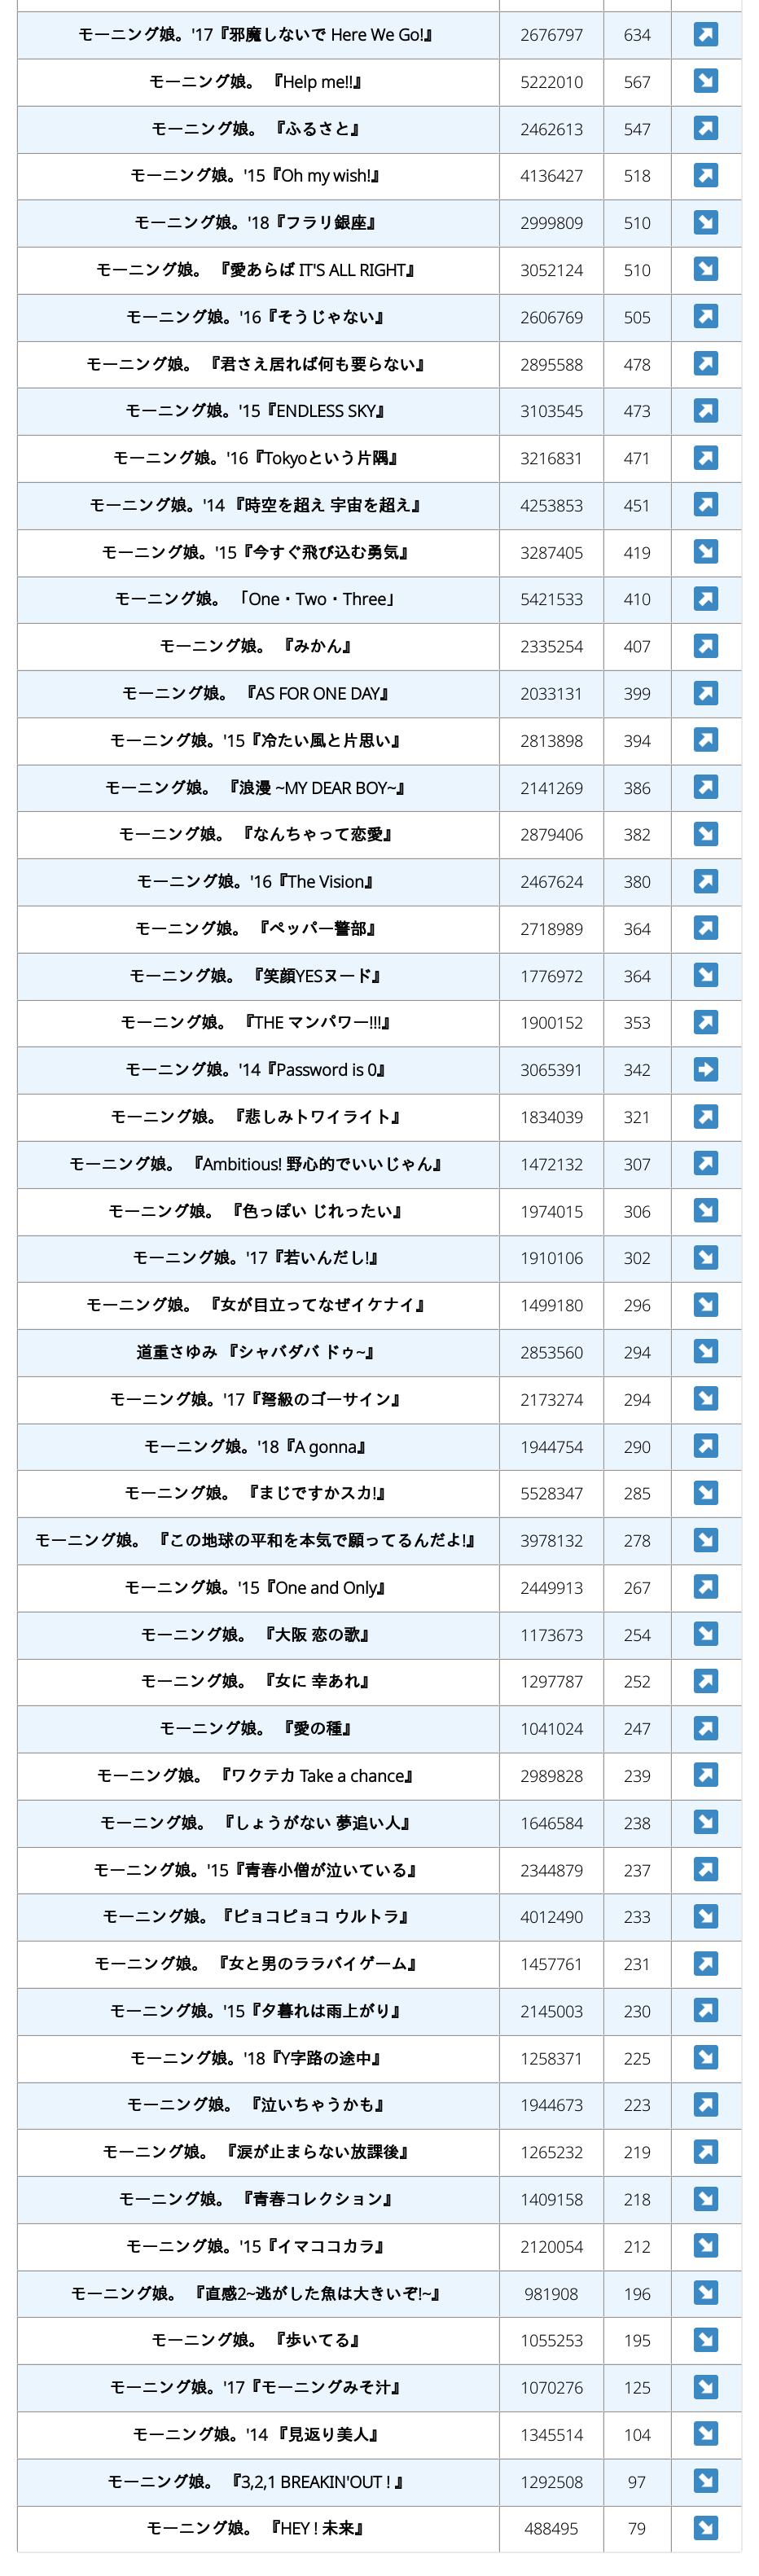 モーニング娘。'17『邪魔しないで Here We Go!』 2676797 634 ↗
モーニング娘。 『Help me!!』 5222010 567 ↘
モーニング娘。 『ふるさと』 2462613 547 ↗
モーニング娘。'15『Oh my wish!』 4136427 518 ↗
モーニング娘。'18『フラリ銀座』 2999809 510 ↘
モーニング娘。 『愛あらば IT'S ALL RIGHT』 3052124 510 ↘
モーニング娘。'16『そうじゃない』 2606769 505 ↗
モーニング娘。 『君さえ居れば何も要らない』 2895588 478 ↗
モーニング娘。'15『ENDLESS SKY』 3103545 473 ↗
モーニング娘。'16『Tokyoという片隅』 3216831 471 ↗
モーニング娘。'14 『時空を超え 宇宙を超え』 4253853 451 ↗
モーニング娘。'15『今すぐ飛び込む勇気』 3287405 419 ↘
モーニング娘。 「One・Two・Three」 5421533 410 ↗
モーニング娘。 『みかん』 2335254 407 ↗
モーニング娘。 『AS FOR ONE DAY』 2033131 399 ↗
モーニング娘。'15『冷たい風と片思い』 2813898 394 ↗
モーニング娘。 『浪漫 ~MY DEAR BOY~』 2141269 386 ↗
モーニング娘。 『なんちゃって恋愛』 2879406 382 ↘
モーニング娘。'16『The Vision』 2467624 380 ↗
モーニング娘。 『ペッパー警部』 2718989 364 ↗
モーニング娘。 『笑顔YESヌード』 1776972 364 ↘
モーニング娘。 『THE マンパワー!!!』 1900152 353 ↗
モーニング娘。'14『Password is 0』 3065391 342 ➡
モーニング娘。 『悲しみトワイライト』 1834039 321 ↗
モーニング娘。 『Ambitious! 野心的でいいじゃん』 1472132 307 ↗
モーニング娘。 『色っぽい じれったい』 1974015 306 ↘
モーニング娘。'17『若いんだし!』 1910106 302 ↘
モーニング娘。 『女が目立ってなぜイケナイ』 1499180 296 ↘
道重さゆみ 『シャバダバ ドゥ~』 2853560 294 ↘
モーニング娘。'17『弩級のゴーサイン』 2173274 294 ↘
モーニング娘。'18『A gonna』 1944754 290 ↗
モーニング娘。 『まじですかスカ!』 5528347 285 ↘
モーニング娘。 『この地球の平和を本気で願ってるんだよ!』 3978132 278 ↘
モーニング娘。'15『One and Only』 2449913 267 ↗
モーニング娘。 『大阪 恋の歌』 1173673 254 ↘
モーニング娘。 『女に 幸あれ』 1297787 252 ↗
モーニング娘。 『愛の種』 1041024 247 ↗
モーニング娘。 『ワクテカ Take a chance』 2989828 239 ↗
モーニング娘。 『しょうがない 夢追い人』 1646584 238 ↘
モーニング娘。'15『青春小僧が泣いている』 2344879 237 ↗
モーニング娘。『ピョコピョコ ウルトラ』 4012490 233 ↘
モーニング娘。 『女と男のララバイゲーム』 1457761 231 ↗
モーニング娘。'15『夕暮れは雨上がり』 2145003 230 ↗
モーニング娘。'18『Y字路の途中』 1258371 225 ↘
モーニング娘。 『泣いちゃうかも』 1944673 223 ↗
モーニング娘。 『涙が止まらない放課後』 1265232 219 ↗
モーニング娘。 『青春コレクション』 1409158 218 ↘
モーニング娘。'15『イマココカラ』 2120054 212 ↘
モーニング娘。 『直感2~逃がした魚は大きいぞ!~』 981908 196 ↘
モーニング娘。 『歩いてる』 1055253 195 ↘
モーニング娘。'17『モーニングみそ汁』 1070276 125 ↘
モーニング娘。'14 『見返り美人』 1345514 104 ↘
モーニング娘。 『3,2,1 BREAKIN'OUT ! 』 1292508 97 ↘
モーニング娘。 『HEY ! 未来』 488495 79 ↘